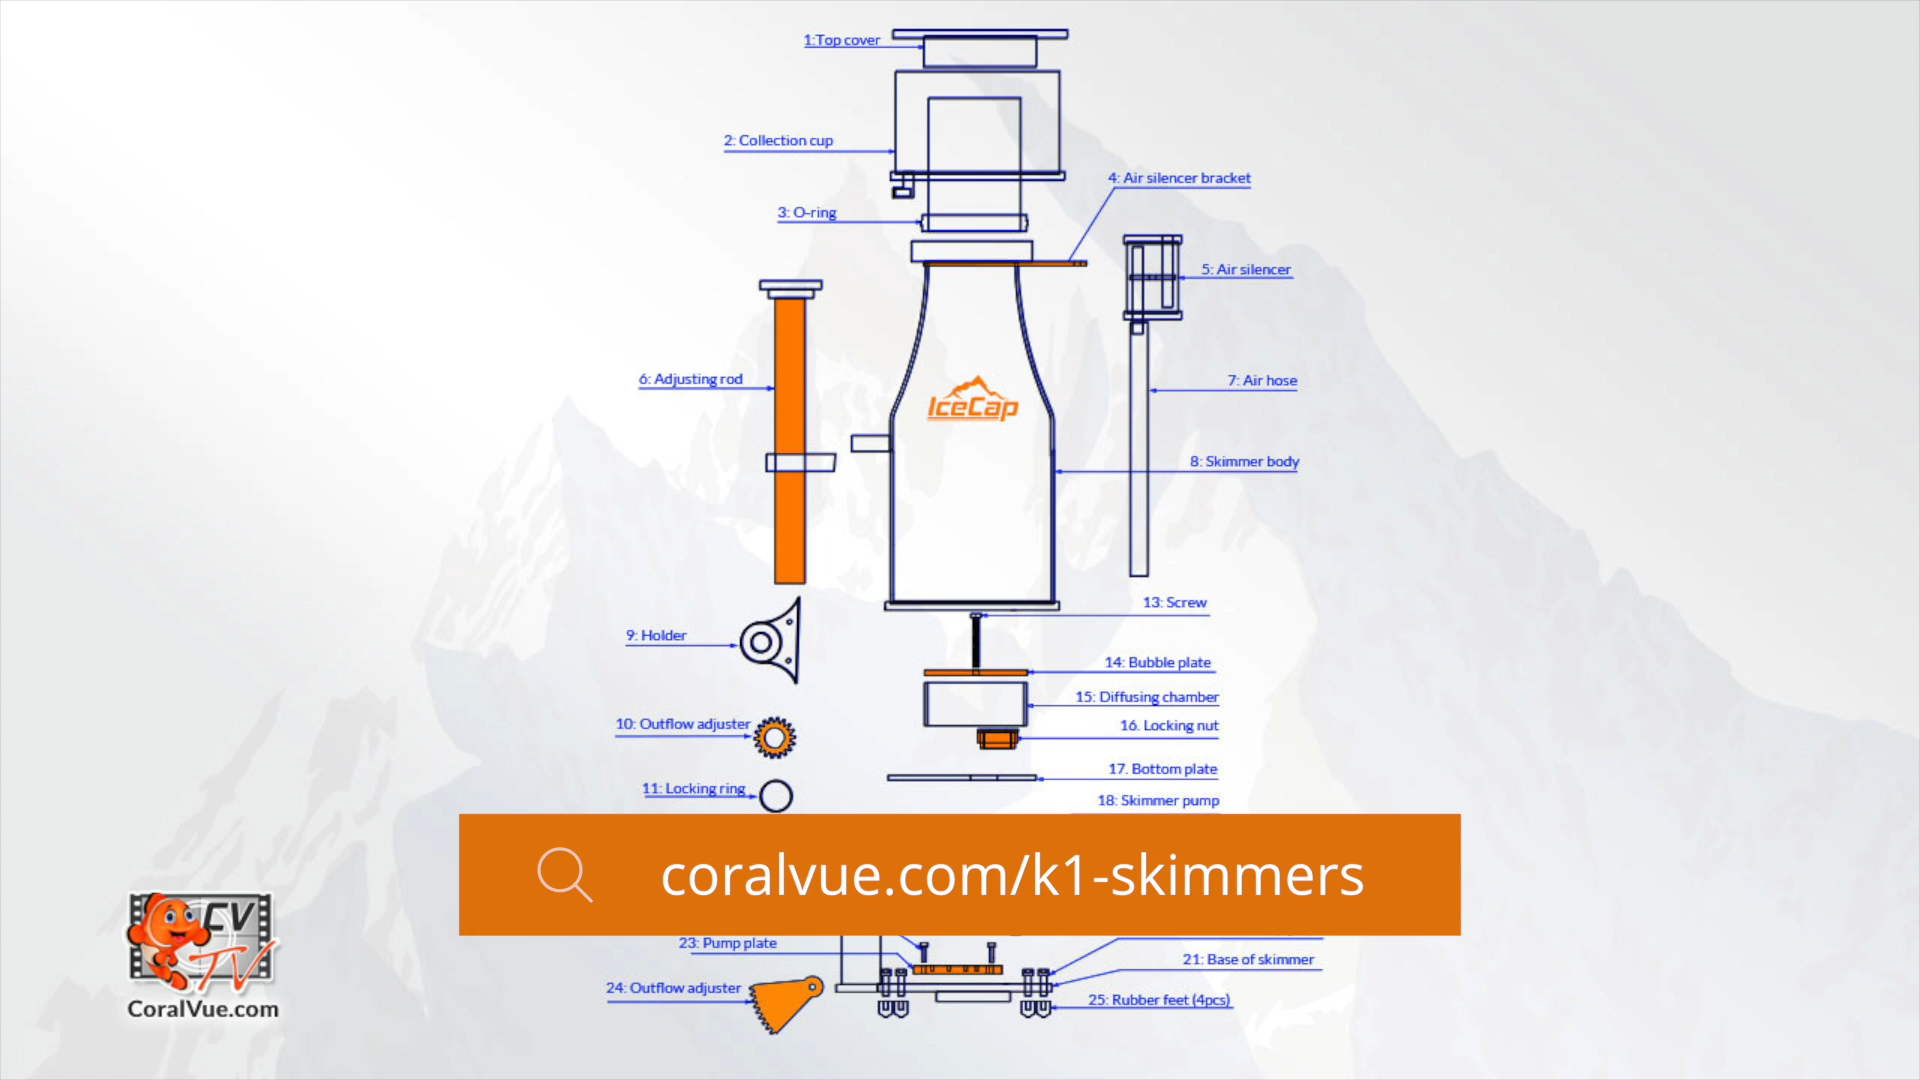 1:Top cover
2: Collection cup
4: Air silencer bracket
3: O-ring
5: Air silencer
6: Adjusting rod
7: Air hose
IceCap
8: Skimmer body
13: Screw
9: Holder
14: Bubble plate
15: Diffusing chamber
10: Outflow adjuster
16. Locking nut
17. Bottom plate
11: Locking ring
18: Skimmer pump
coralvue.com/k1-skimmers
CV
TV
23: Pump plate
21: Base of skimmer
24: Outflow adjuster
25: Rubber feet (4pcs)
CoralVue.com